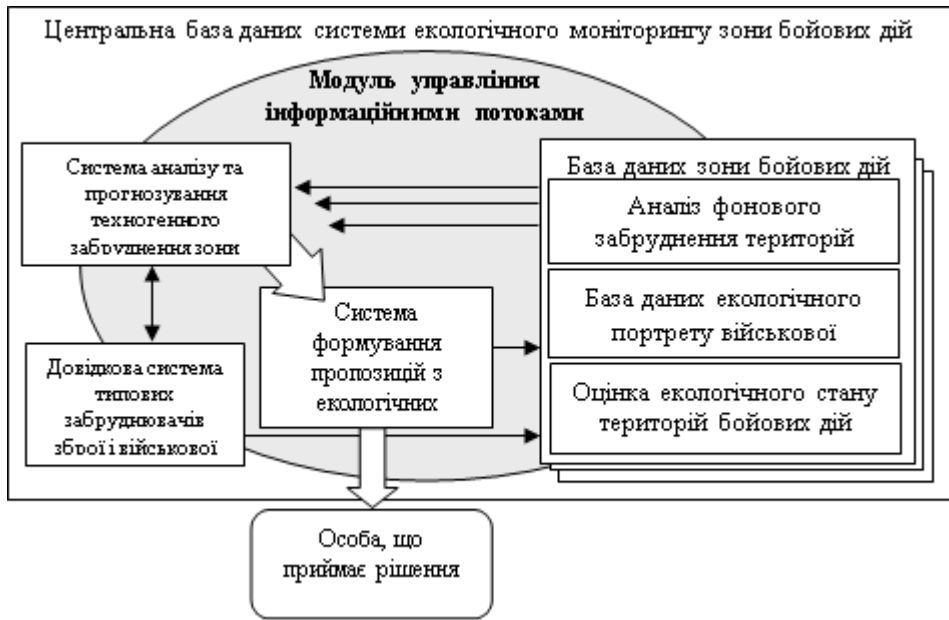 Центральна база даних системи екологічного моніторингу зони бойових дій
Модуль управління
інформаційними потоками
Система аналізу та
прогнозування
техногенного
забруднення зони
База даних зони бойових дій
Аналіз фонового
забруднення територій
База даних екологічного
портрету військової
Оцінка екологічного стану
територій бойових дій
Система
формування
пропозицій з
екологічних
Довідкова система
типових
забруднювачів
зброї і військової
Особа, що
приймає рішення